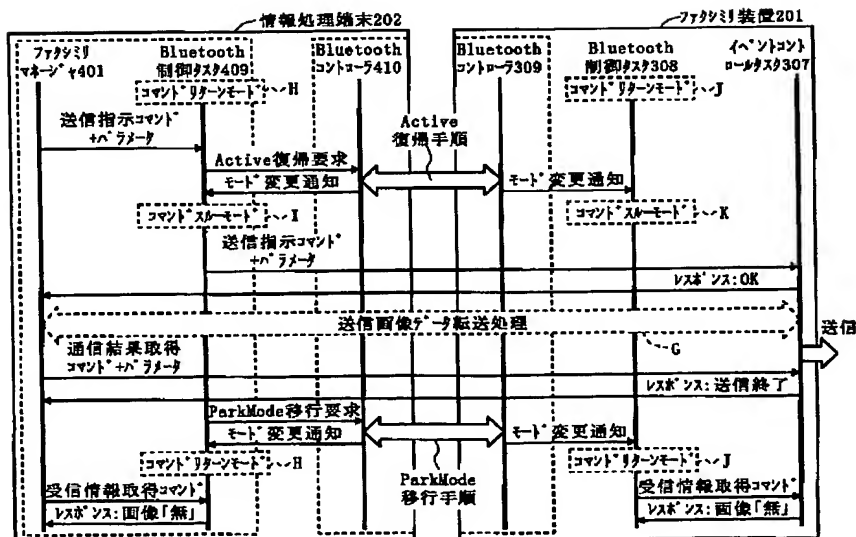 情報処理端末202
ファクシミリ装置201
ファクシミリ
マネージャ401
Bluetooth
制御タスク409
Bluetooth
コントローラ410
Bluetooth
コントローラ309
Bluetooth
制御タスク308
イベントコント
ロールタスク307
コマンドリターンモード
H
コマンドリターンモード
J
送信指示コマンド
+パラメータ
Active
復帰手順
Active復帰要求
モード変更通知
モード変更通知
コマンドスルーモード
I
コマンドスルーモード
K
送信指示コマンド
+パラメータ
レスポンス:OK
送信画像データ転送処理
G
送信
通信結果取得
コマンド+パラメータ
レスポンス:送信終了
ParkMode移行要求
モード変更通知
モード変更通知
コマンドリターンモード
H
ParkMode
移行手順
コマンドリターンモード
J
受信情報取得コマンド
レスポンス:画像「無」
受信情報取得コマンド
レスポンス:画像「無」